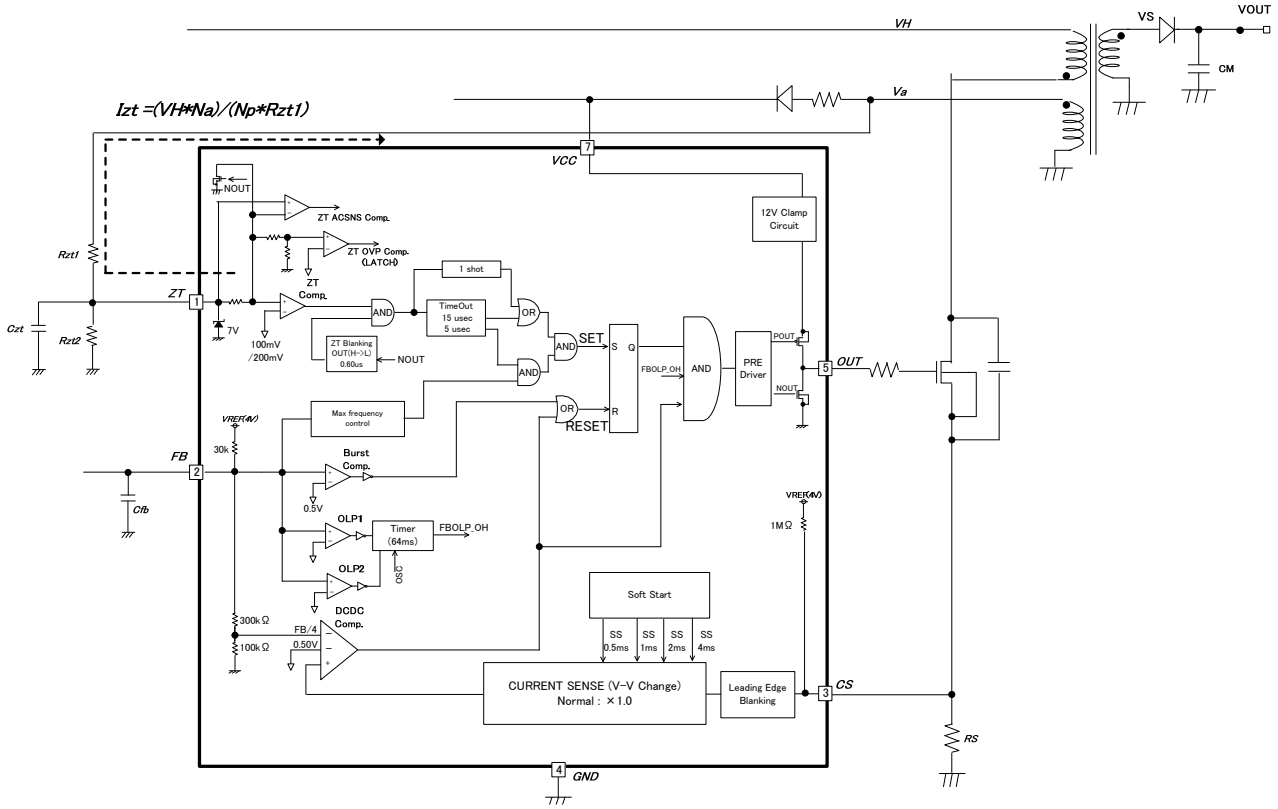 VH
VS
VOUT
CM
Izt =(VH*Na)/(Np*Rzt1)
Va
7
VCC
NOUT
ZT ACSNS Comp.
12V Clamp
Circuit
ZT OVP Comp.
(LATCH)
Rzt1
ZT
1
ZT
Comp.
1 shot
AND
TimeOut
15 usec
5 usec
OR
7V
100mV
/200mV
Czt
Rzt2
ZT Blanking
OUT(H->L)
0.60us
NOUT
AND
SET
S
Q
AND
FBOLP_OH
AND
PRE
Driver
POUT
NOUT
5
OUT
VREF(4V)
30k
Max frequency
control
OR
R
RESET
FB
2
Cfb
Burst
Comp.
0.5V
OLP1
Timer
(64ms)
FBOLP_OH
OSC
OLP2
VREF(4V)
1MΩ
300kΩ
100kΩ
FB/4
0.50V
DCDC
Comp.
Soft Start
SS
0.5ms
SS
1ms
SS
2ms
SS
4ms
CURRENT SENSE (V-V Change)
Normal : ×1.0
Leading Edge
Blanking
3
CS
RS
4
GND